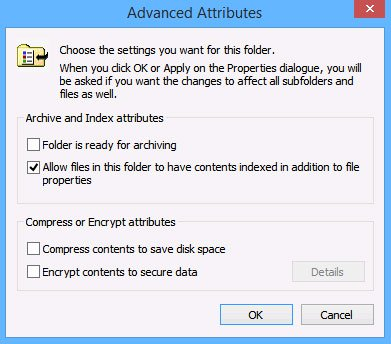 Advanced Attributes
Choose the settings you want for this folder.
When you click OK or Apply on the Properties dialogue, you will
be asked if you want the changes to affect all subfolders and
files as well.
Archive and Index attributes
Folder is ready for archiving
Allow files in this folder to have contents indexed in addition to file
properties
Compress or Encrypt attributes
Compress contents to save disk space
Encrypt contents to secure data
Details
OK
Cancel